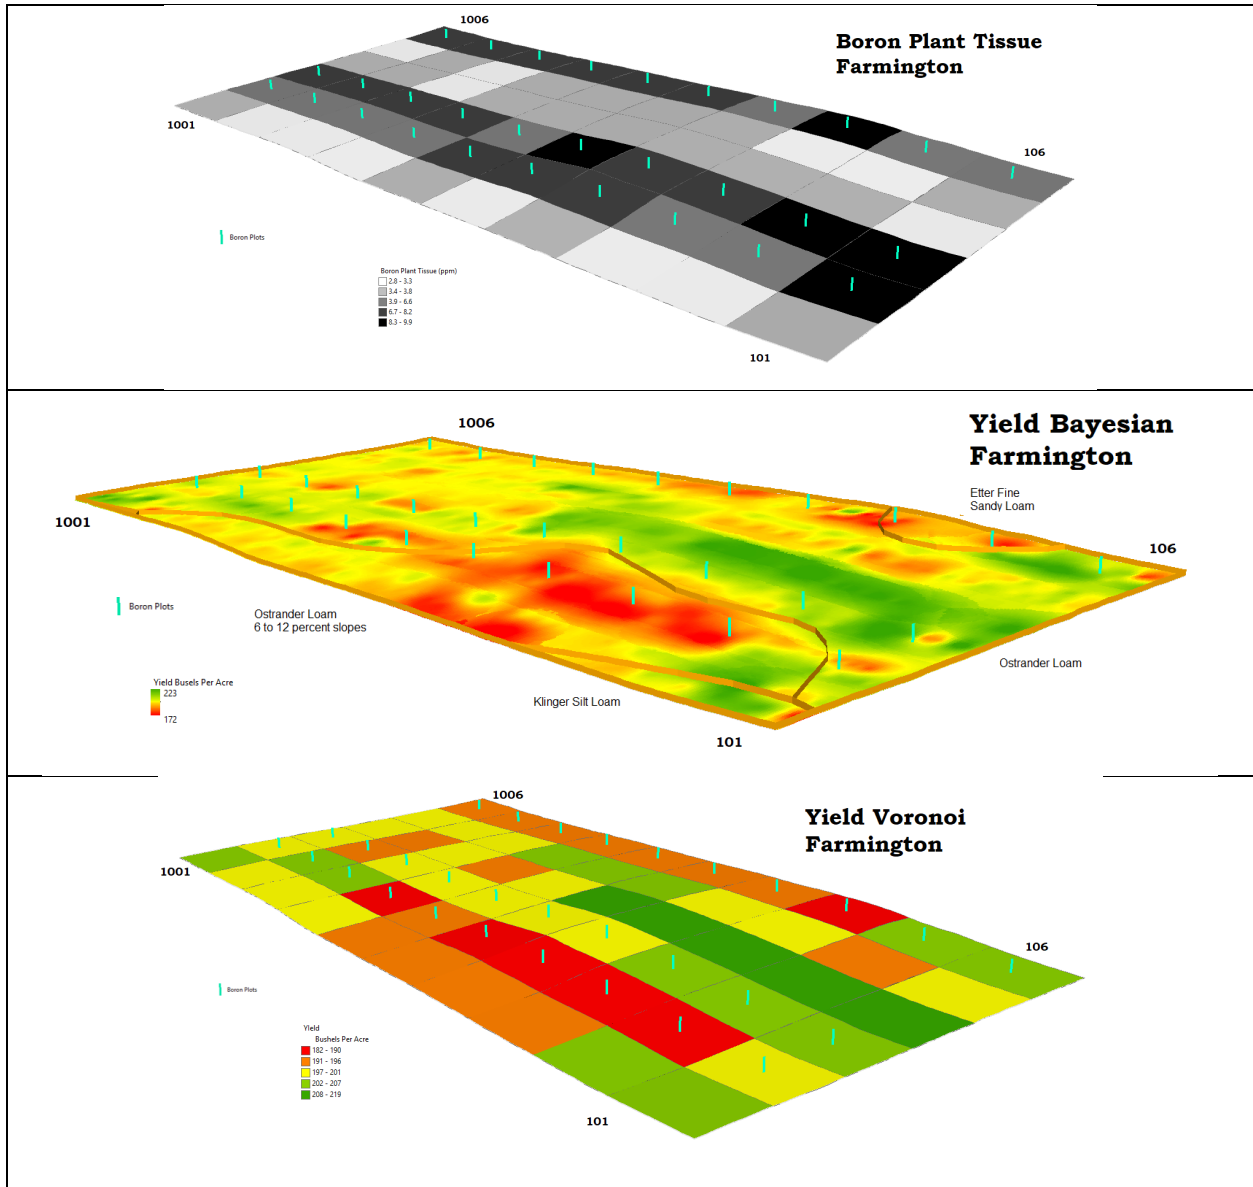 1006
Boron Plant Tissue
Farmington
1001
106
Boron Plots
Boron Plant Tissue (ppm)
2.8 - 3.3
3.4 - 3.8
3.9 - 6.6
6.7 - 8.2
8.3 - 9.9
101
1006
Yield Bayesian
Farmington
Etter Fine
Sandy Loam
1001
106
Boron Plots
Ostrander Loam
6 to 12 percent slopes
Ostrander Loam
Yield Busels Per Acre
223
172
Klinger Silt Loam
101
1006
Yield Voronoi
Farmington
1001
106
Boron Plots
Yield
Bushels Per Acre
182 - 190
191 - 196
197 - 201
202 - 207
208 - 219
101